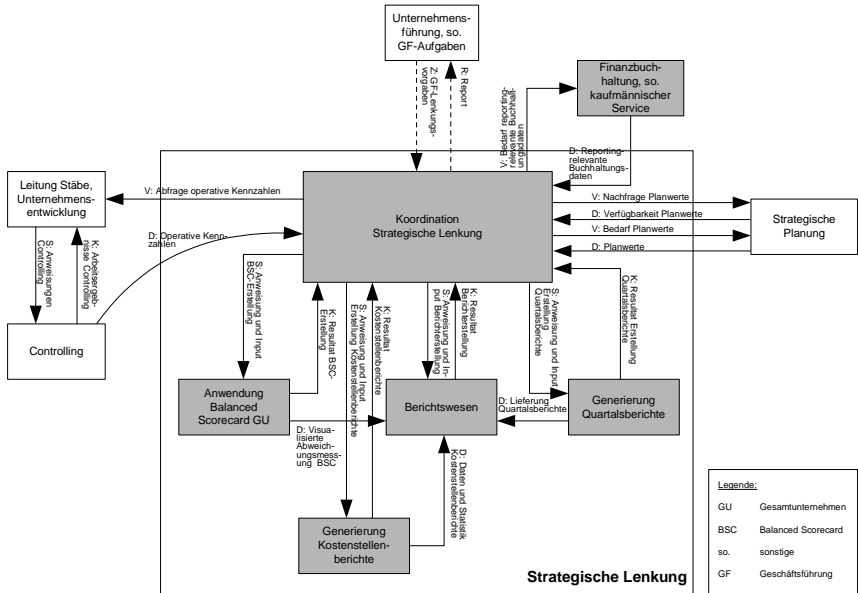 Unternehmens-
führung, so.
GF-Aufgaben
Finanzbuch-
haltung, so.
kaufmännischer
Service
Z: GF-Lenkungs-
vorgaben
R: Report
V: Bedarf reporting-
relevante Buchhalt-
ungsdaten
D: Reporting-
relevante
Buchhaltungs-
daten
Leitung Stäbe,
Unternehmens-
entwicklung
V: Abfrage operative Kennzahlen
D: Operative Kenn-
zahlen
S: Anweisungen
Controlling
K: Arbeitsergeb-
nisse Controlling
Controlling
Koordination
Strategische Lenkung
V: Nachfrage Planwerte
D: Verfügbarkeit Planwerte
V: Bedarf Planwerte
D: Planwerte
Strategische
Planung
S: Anweisung und Input
BSC-Erstellung
K: Resultat BSC-
Erstellung
S: Anweisung und Input
Erstellung Kostenstellenberichte
K: Resultat
Kostenstellenberichte
S: Anweisung und In-
put Berichterstellung
K: Resultat
Berichterstellung
S: Anweisung und Input
Erstellung
Quartalsberichte
K: Resultat Erstellung
Quartalsberichte
Anwendung
Balanced
Scorecard GU
Berichtswesen
Generierung
Quartalsberichte
D: Lieferung
Quartalsberichte
D: Visua-
lisierte
Abweichungsmes-
sung BSC
D: Daten und Statistik
Kostenstellenberichte
Generierung
Kostenstellen-
berichte
Strategische Lenkung
Legende:
GU Gesamtunternehmen
BSC Balanced Scorecard
so. sonstige
GF Geschäftsführung